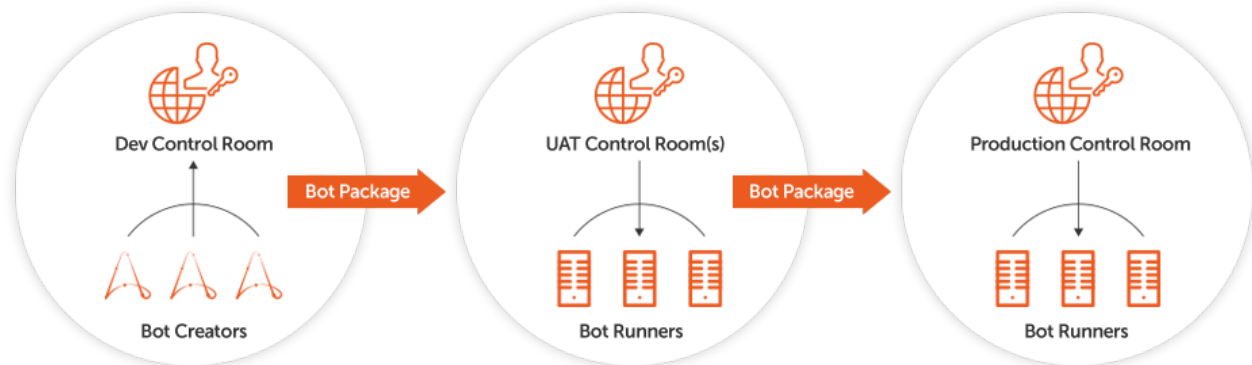 Dev Control Room
Bot Creators
Bot Package
UAT Control Room(s)
Bot Runners
Bot Package
Production Control Room
Bot Runners